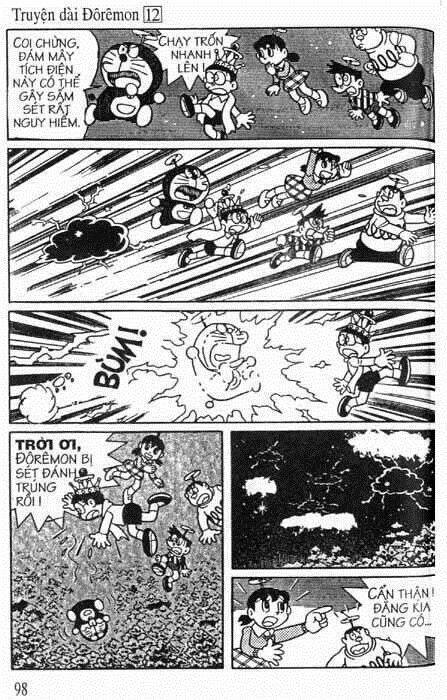 Truyện dài Đôrêmon 12
COI CHỪNG,
ĐÁM MÂY
TÍCH ĐIỆN
NÀY CÓ THỂ
GÂY SẤM
SÉT RẤT
NGUY HIỂM.
CHẠY TRỐN
NHANH
LÊN!
BÙM!
TRỜI ƠI,
ĐÔRÊMON BỊ
SÉT ĐÁNH
TRÚNG
RỒI!
CẨN THẬN!
ĐẰNG KIA
CŨNG CÓ...
98